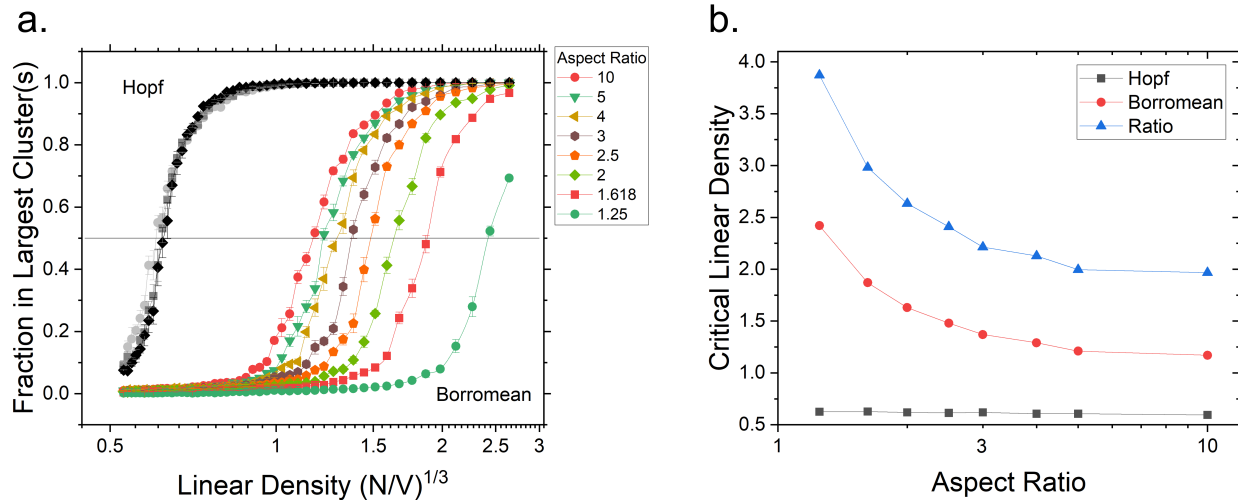 a.
Fraction in Largest Cluster(s)
1.0
0.8
0.6
0.4
0.2
0.0
Hopf
Borromean
0.5
1
1.5
2
2.5
3
Linear Density (N/V)^1/3
Aspect Ratio
10
5
4
3
2.5
2
1.618
1.25
b.
Critical Linear Density
4.0
3.5
3.0
2.5
2.0
1.5
1.0
0.5
Hopf
Borromean
Ratio
1
3
10
Aspect Ratio